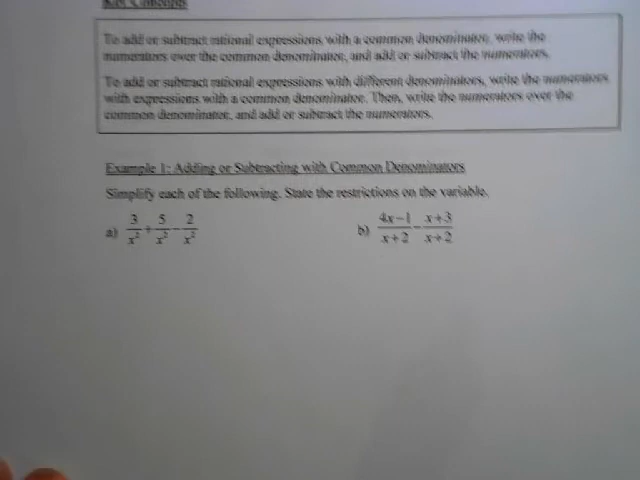 Key Concepts
To add or subtract rational expressions with a common denominator, write the
numerators over the common denominator, and add or subtract the numerators.
To add or subtract rational expressions with different denominators, write the numerators
with expressions with a common denominator. Then, write the numerators over the
common denominator, and add or subtract the numerators.
Example 1: Adding or Subtracting with Common Denominators
Simplify each of the following. State the restrictions on the variable.
a) 3/x² + 5/x² − 2/x² b) (4x−1)/(x+2) − (x+3)/(x+2)